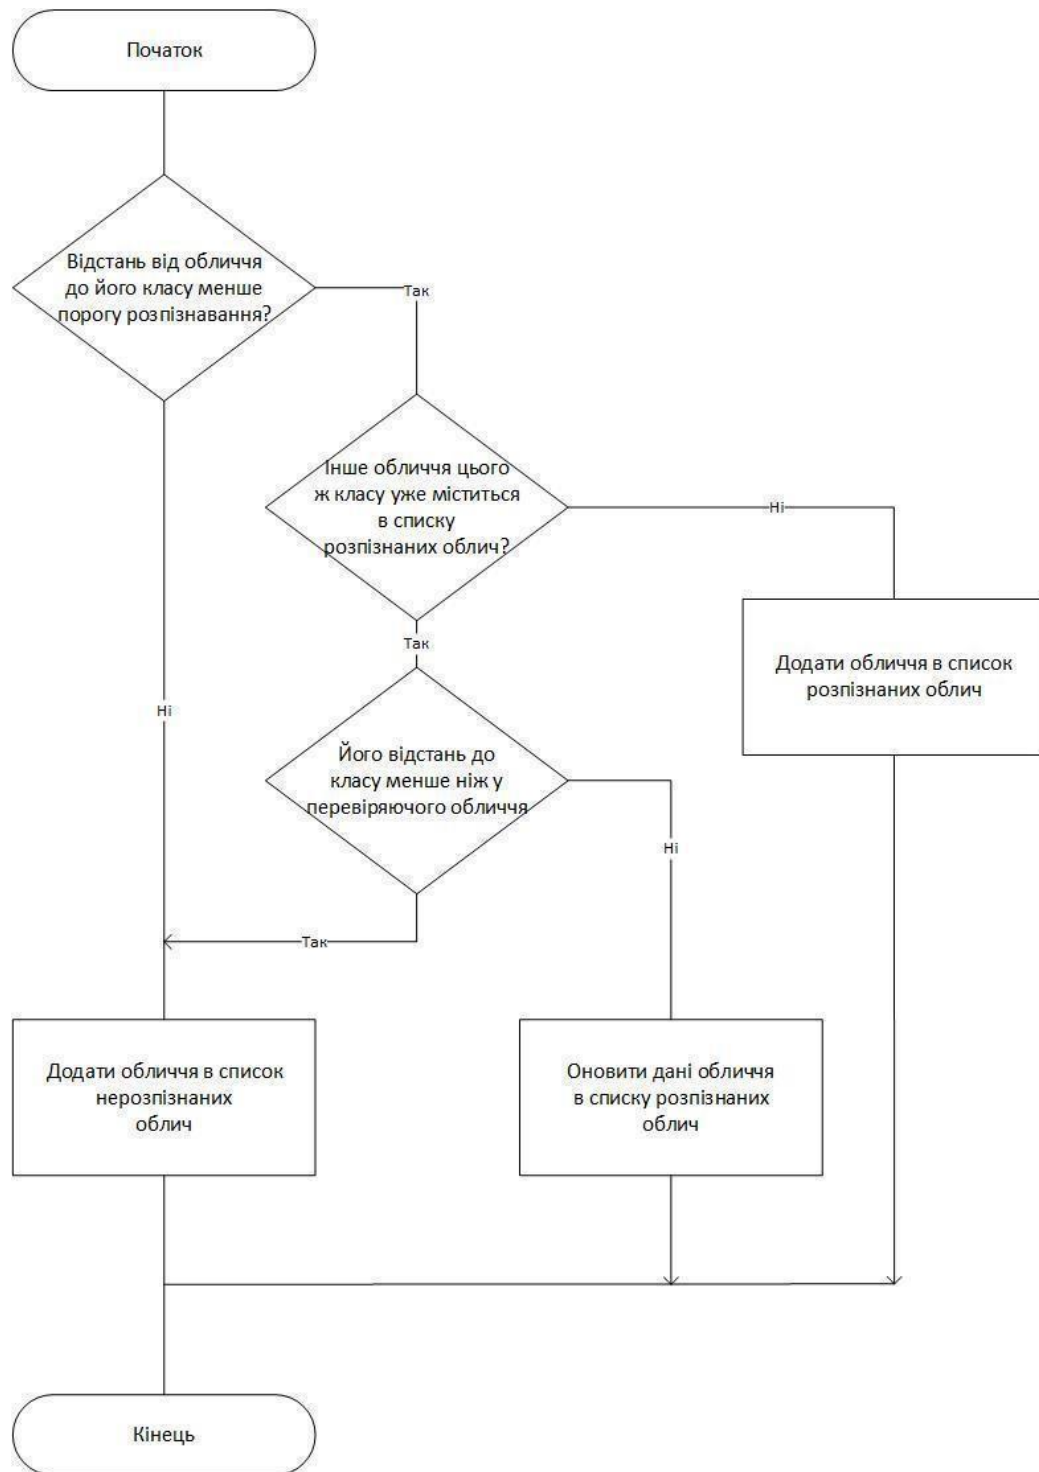 Початок
Відстань від обличчя
до його класу менше
порогу розпізнавання?
Так
Інше обличчя цього
ж класу уже міститься
в списку
розпізнаних облич?
Ні
Так
Додати обличчя в список
розпізнаних облич
Ні
Його відстань до
класу менше ніж у
перевіряючого обличчя
Ні
Так
Додати обличчя в список
нерозпізнаних
облич
Оновити дані обличчя
в списку розпізнаних
облич
Кінець